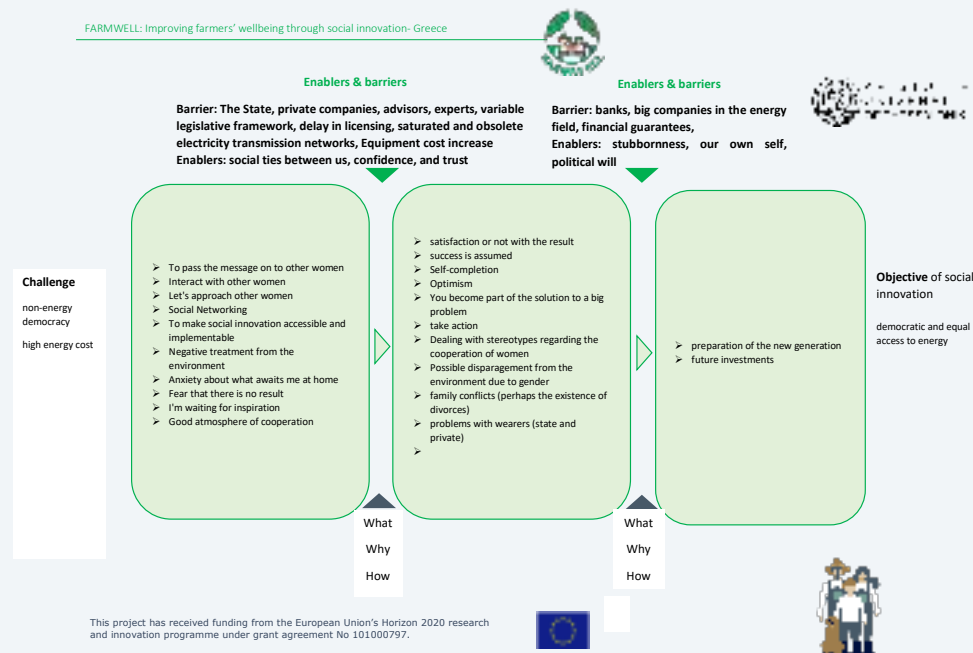 FARMWELL: Improving farmers' wellbeing through social innovation- Greece
Enablers & barriers
Barrier: The State, private companies, advisors, experts, variable
legislative framework, delay in licensing, saturated and obsolete
electricity transmission networks, Equipment cost increase
Enablers: social ties between us, confidence, and trust
Enablers & barriers
Barrier: banks, big companies in the energy
field, financial guarantees,
Enablers: stubbornness, our own self,
political will
Challenge
non-energy
democracy
high energy cost
➢ To pass the message on to other women
➢ Interact with other women
➢ Let's approach other women
➢ Social Networking
➢ To make social innovation accessible and
implementable
➢ Negative treatment from the
environment
➢ Anxiety about what awaits me at home
➢ Fear that there is no result
➢ I'm waiting for inspiration
➢ Good atmosphere of cooperation
➢ satisfaction or not with the result
➢ success is assumed
➢ Self-completion
➢ Optimism
➢ You become part of the solution to a big
problem
➢ take action
➢ Dealing with stereotypes regarding the
cooperation of women
➢ Possible disparagement from the
environment due to gender
➢ family conflicts (perhaps the existence of
divorces)
➢ problems with wearers (state and
private)
➢
➢ preparation of the new generation
➢ future investments
Objective of social
innovation
democratic and equal
access to energy
What
Why
How
What
Why
How
This project has received funding from the European Union's Horizon 2020 research
and innovation programme under grant agreement No 101000797.